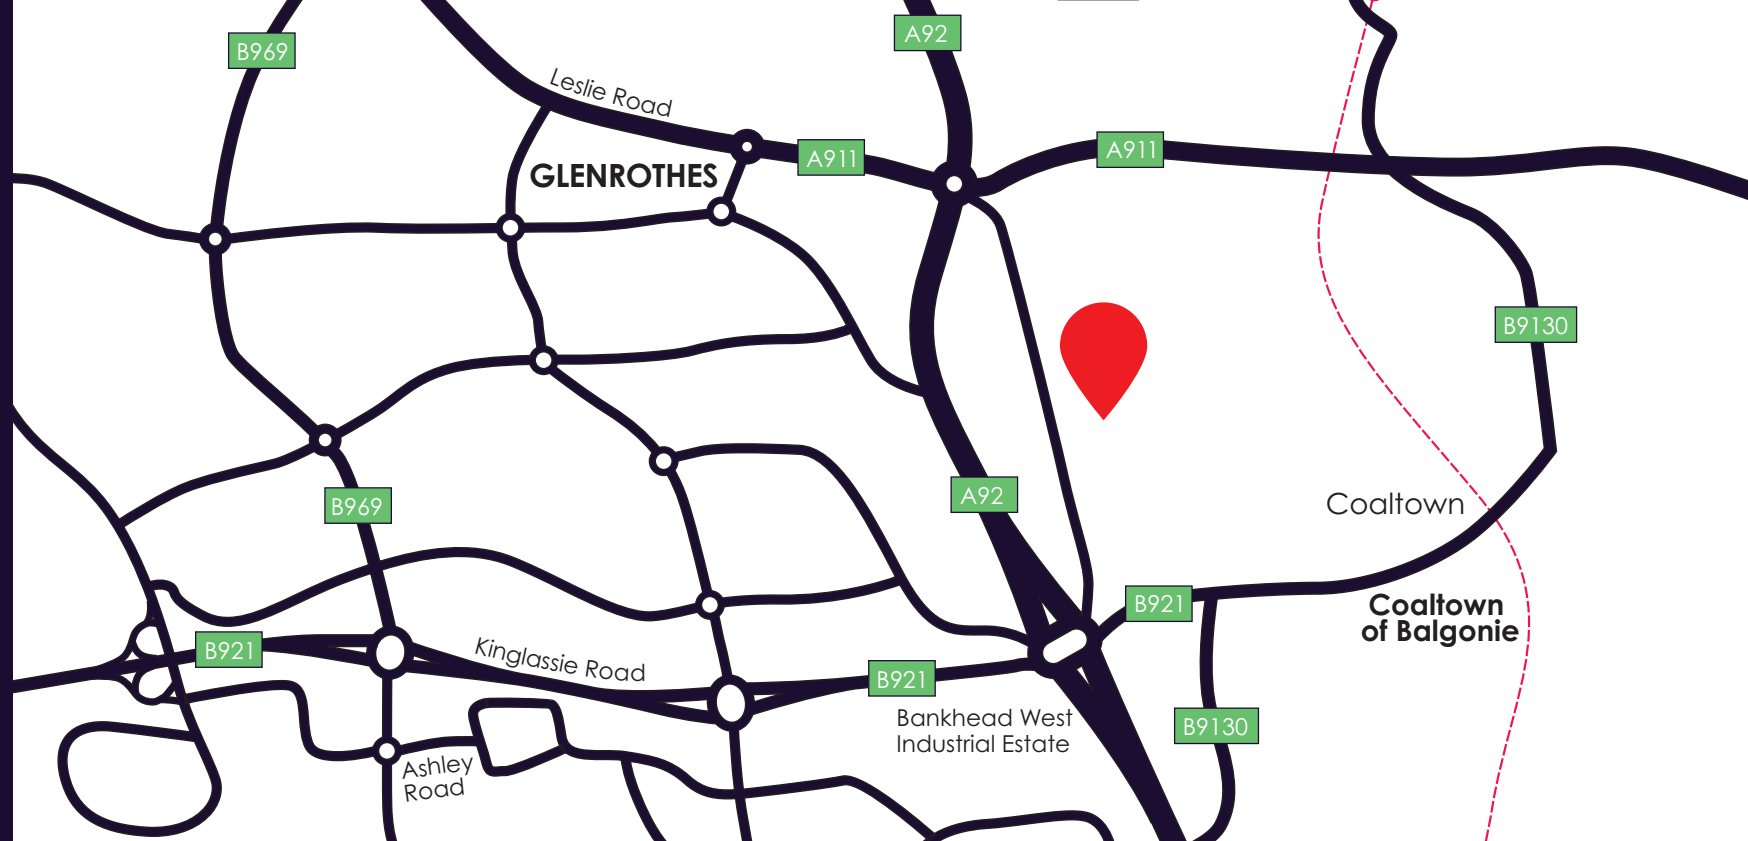 A92
B969
Leslie Road
A911
A911
GLENROTHES
B9130
A92
Coaltown
B969
B921
Coaltown
of Balgonie
B921
Kinglassie Road
B921
Bankhead West
Industrial Estate
B9130
Ashley
Road